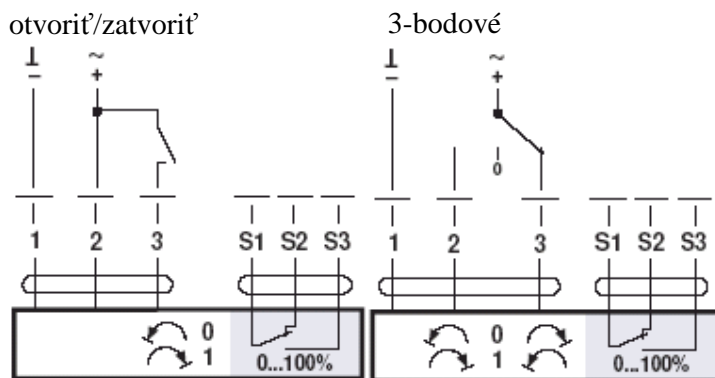 otvoriť/zatvoriť 3-bodové
⊥ ~ ⊥ ~
– + – +
0
1 2 3 S1 S2 S3 1 2 3 S1 S2 S3
0 0
1 1
0...100% 0...100%